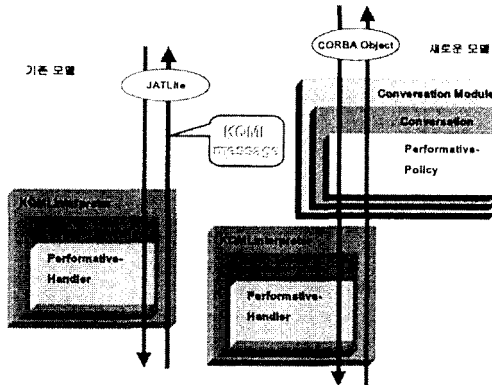 기존 모델
JATLite
KQML
message
Performative-
Handler
CORBA Object
새로운 모델
Conversation Module
Conversation
Performative-
Policy
Performative-
Handler